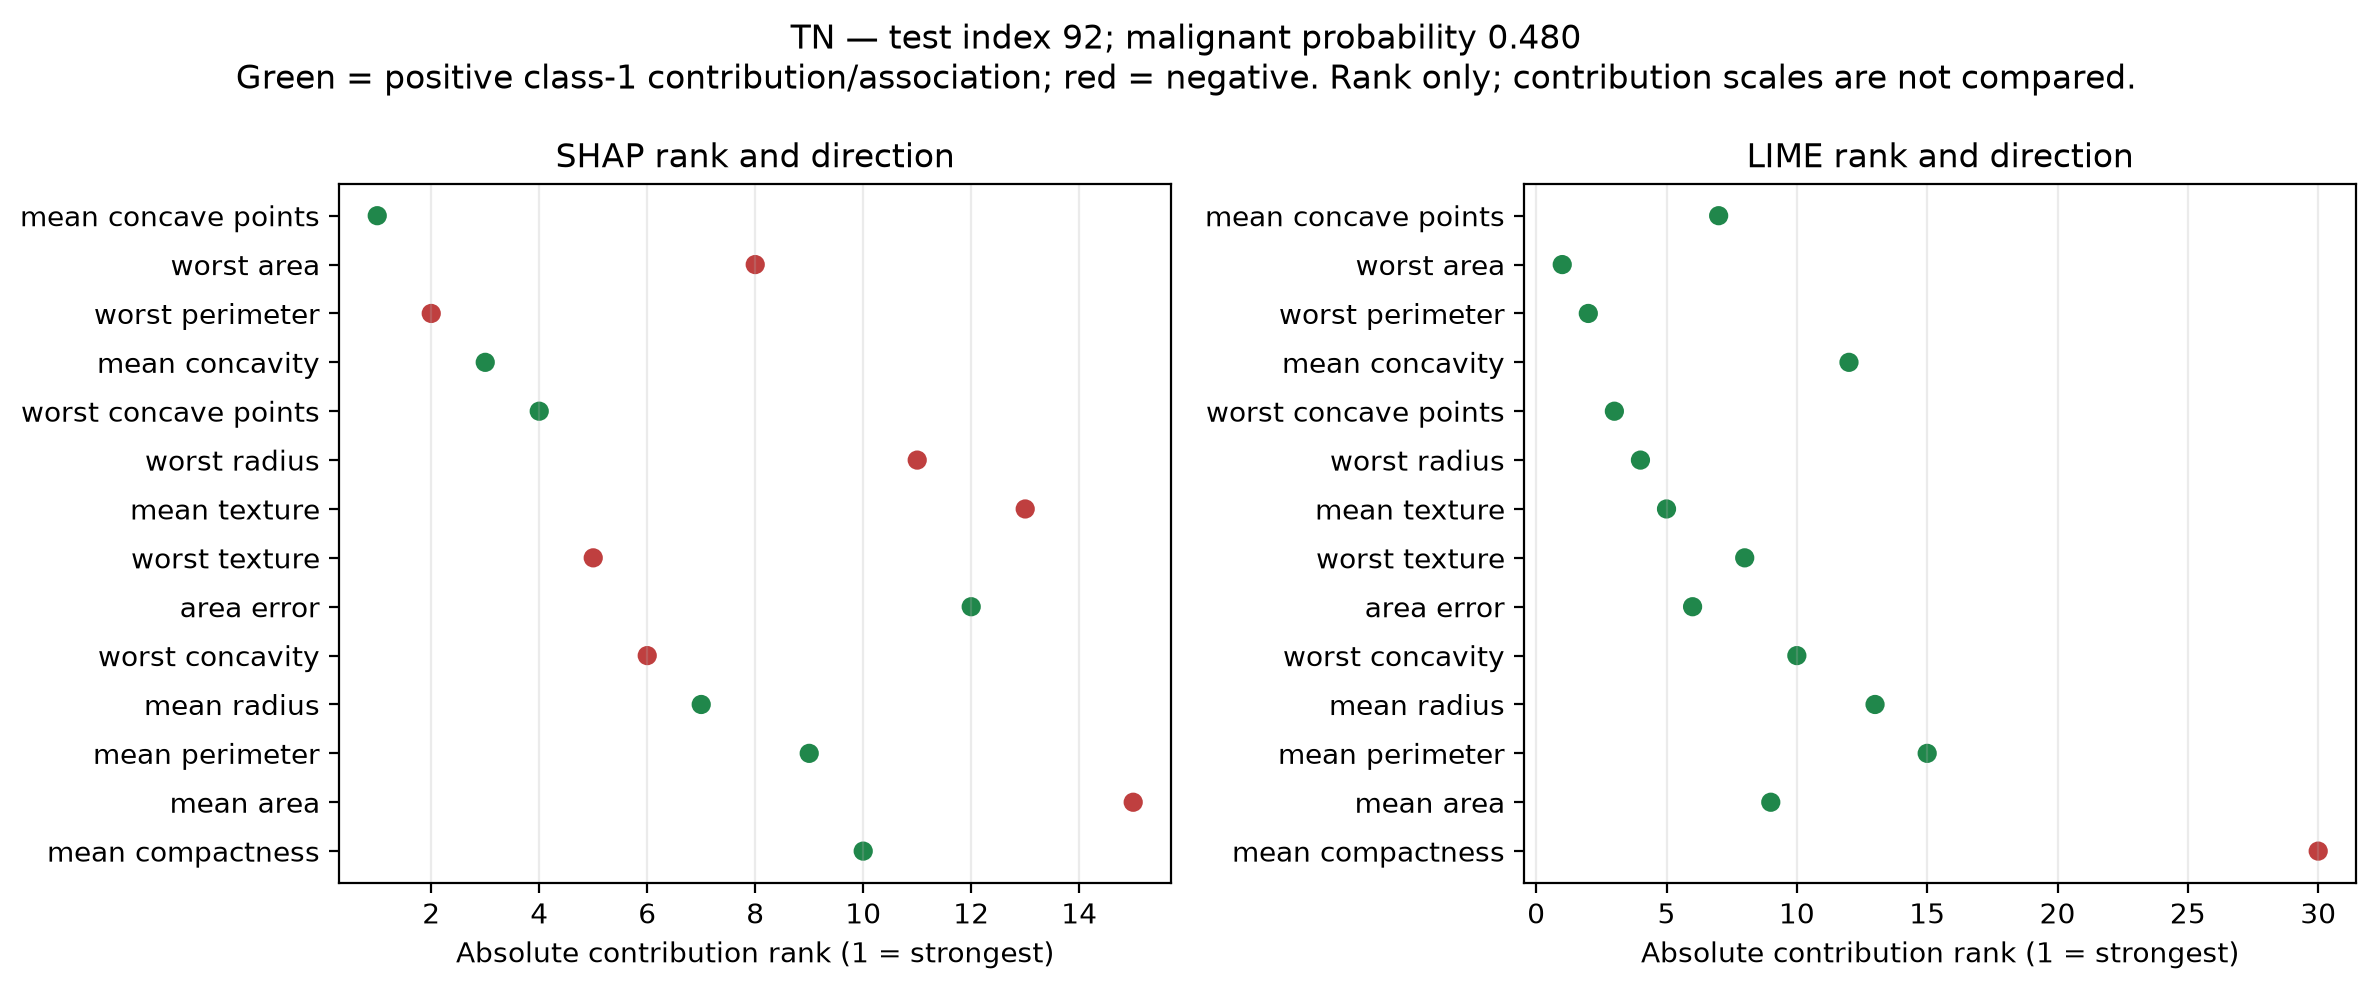 TN — test index 92; malignant probability 0.480
Green = positive class-1 contribution/association; red = negative. Rank only; contribution scales are not compared.
SHAP rank and direction
mean concave points
worst area
worst perimeter
mean concavity
worst concave points
worst radius
mean texture
worst texture
area error
worst concavity
mean radius
mean perimeter
mean area
mean compactness
2 4 6 8 10 12 14
Absolute contribution rank (1 = strongest)
LIME rank and direction
mean concave points
worst area
worst perimeter
mean concavity
worst concave points
worst radius
mean texture
worst texture
area error
worst concavity
mean radius
mean perimeter
mean area
mean compactness
0 5 10 15 20 25 30
Absolute contribution rank (1 = strongest)